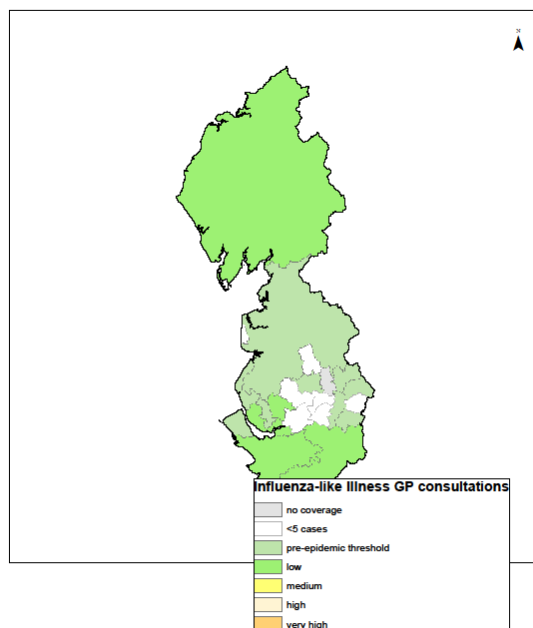 N
Influenza-like Illness GP consultations
no coverage
<5 cases
pre-epidemic threshold
low
medium
high
very high